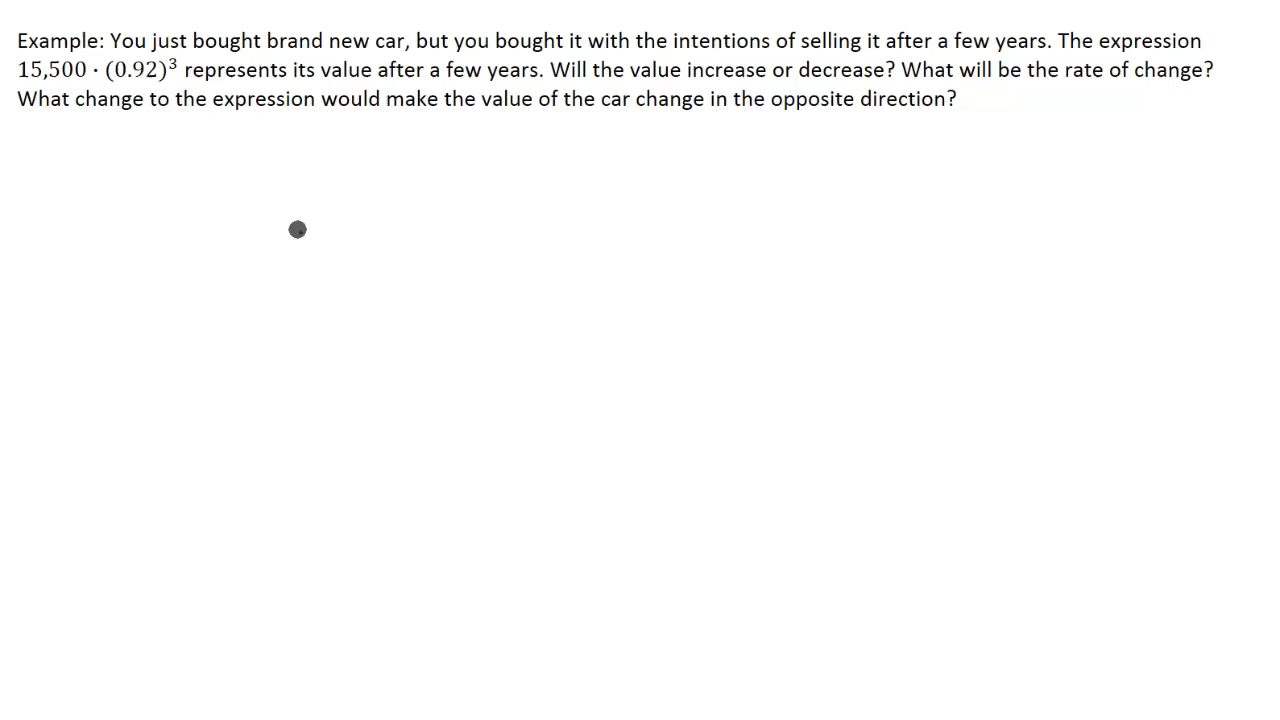 Example: You just bought brand new car, but you bought it with the intentions of selling it after a few years. The expression
15,500 · (0.92)³ represents its value after a few years. Will the value increase or decrease? What will be the rate of change?
What change to the expression would make the value of the car change in the opposite direction?